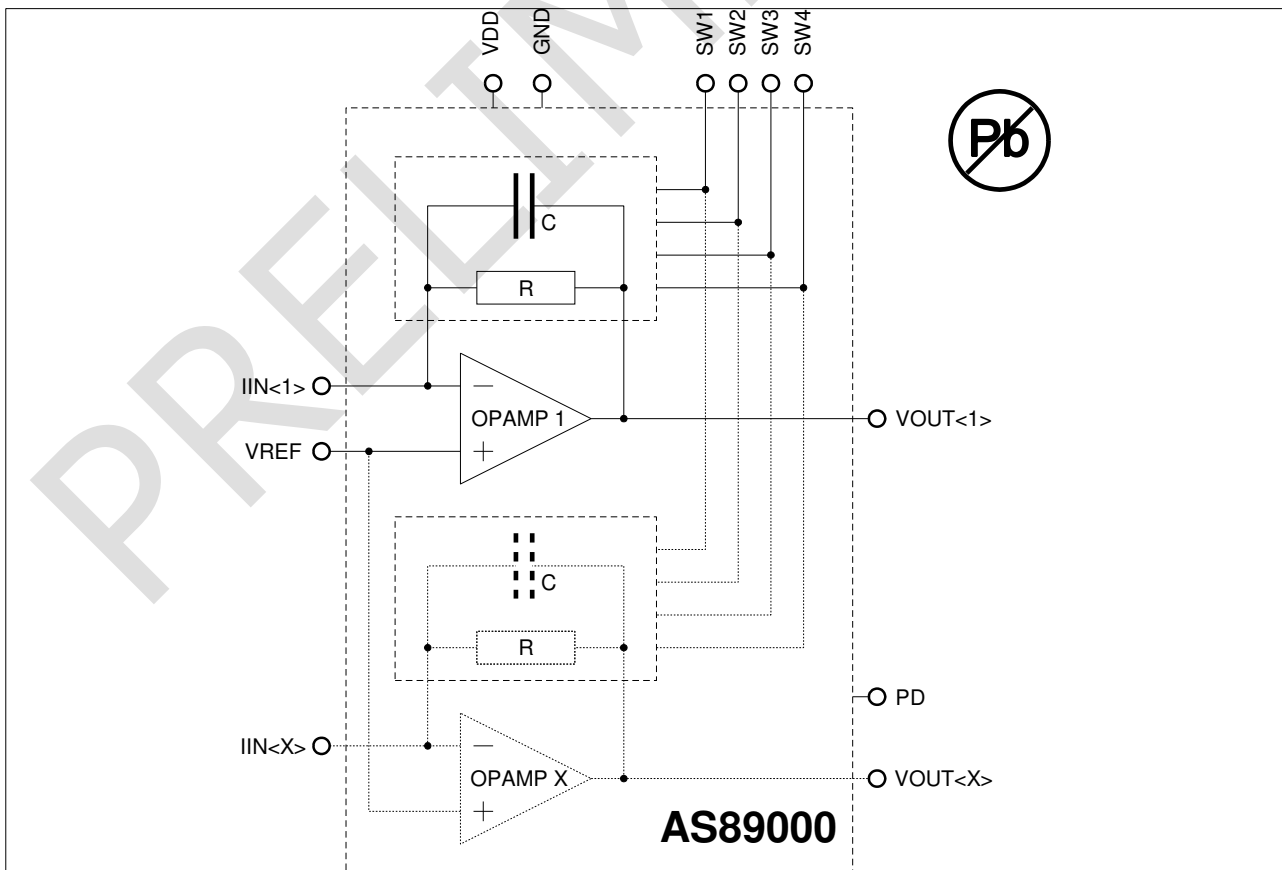 PRELIM
VDD
GND
SW1
SW2
SW3
SW4
Pb
C
R
IIN<1>
OPAMP 1
VOUT<1>
VREF
C
R
PD
IIN<X>
OPAMP X
VOUT<X>
AS89000